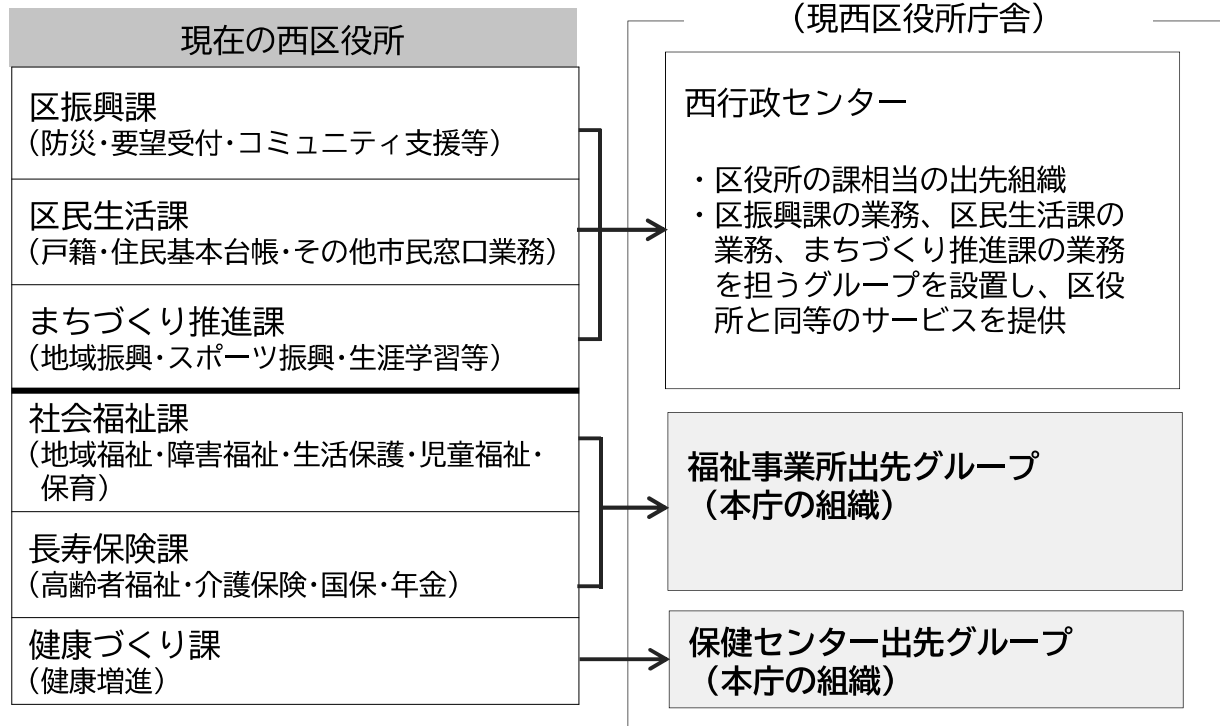 現在の西区役所
区振興課
(防災・要望受付・コミュニティ支援等)
区民生活課
(戸籍・住民基本台帳・その他市民窓口業務)
まちづくり推進課
(地域振興・スポーツ振興・生涯学習等)
社会福祉課
(地域福祉・障害福祉・生活保護・児童福祉・
保育)
長寿保険課
(高齢者福祉・介護保険・国保・年金)
健康づくり課
(健康増進)
(現西区役所庁舎)
西行政センター
・区役所の課相当の出先組織
・区振興課の業務、区民生活課の
業務、まちづくり推進課の業務
を担うグループを設置し、区役
所と同等のサービスを提供
福祉事業所出先グループ
(本庁の組織)
保健センター出先グループ
(本庁の組織)